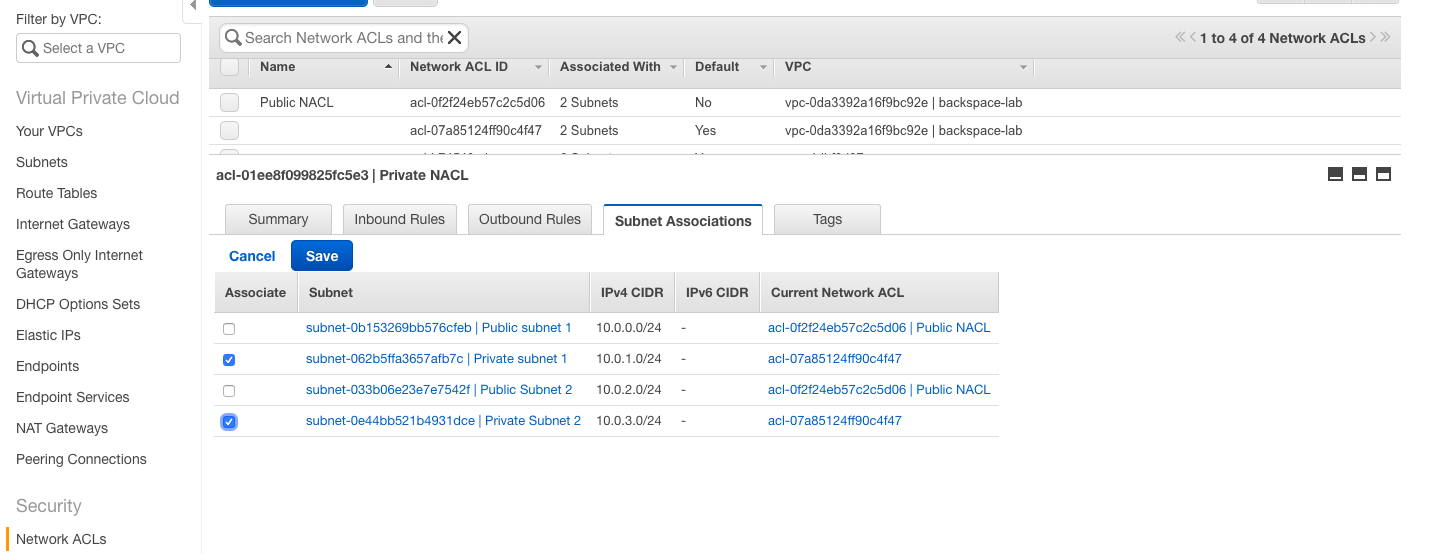 Filter by VPC:
Select a VPC
Virtual Private Cloud
Your VPCs
Subnets
Route Tables
Internet Gateways
Egress Only Internet
Gateways
DHCP Options Sets
Elastic IPs
Endpoints
Endpoint Services
NAT Gateways
Peering Connections
Security
Network ACLs
Search Network ACLs and the
1 to 4 of 4 Network ACLs
Name Network ACL ID Associated With Default VPC
Public NACL acl-0f2f24eb57c2c5d06 2 Subnets No vpc-0da3392a16f9bc92e | backspace-lab
acl-07a85124ff90c4f47 2 Subnets Yes vpc-0da3392a16f9bc92e | backspace-lab
acl-01ee8f099825fc5e3 | Private NACL
Summary Inbound Rules Outbound Rules Subnet Associations Tags
Cancel Save
Associate Subnet IPv4 CIDR IPv6 CIDR Current Network ACL
subnet-0b153269bb576cfeb | Public subnet 1 10.0.0.0/24 - acl-0f2f24eb57c2c5d06 | Public NACL
subnet-062b5ffa3657afb7c | Private subnet 1 10.0.1.0/24 - acl-07a85124ff90c4f47
subnet-033b06e23e7e7542f | Public Subnet 2 10.0.2.0/24 - acl-0f2f24eb57c2c5d06 | Public NACL
subnet-0e44bb521b4931dce | Private Subnet 2 10.0.3.0/24 - acl-07a85124ff90c4f47